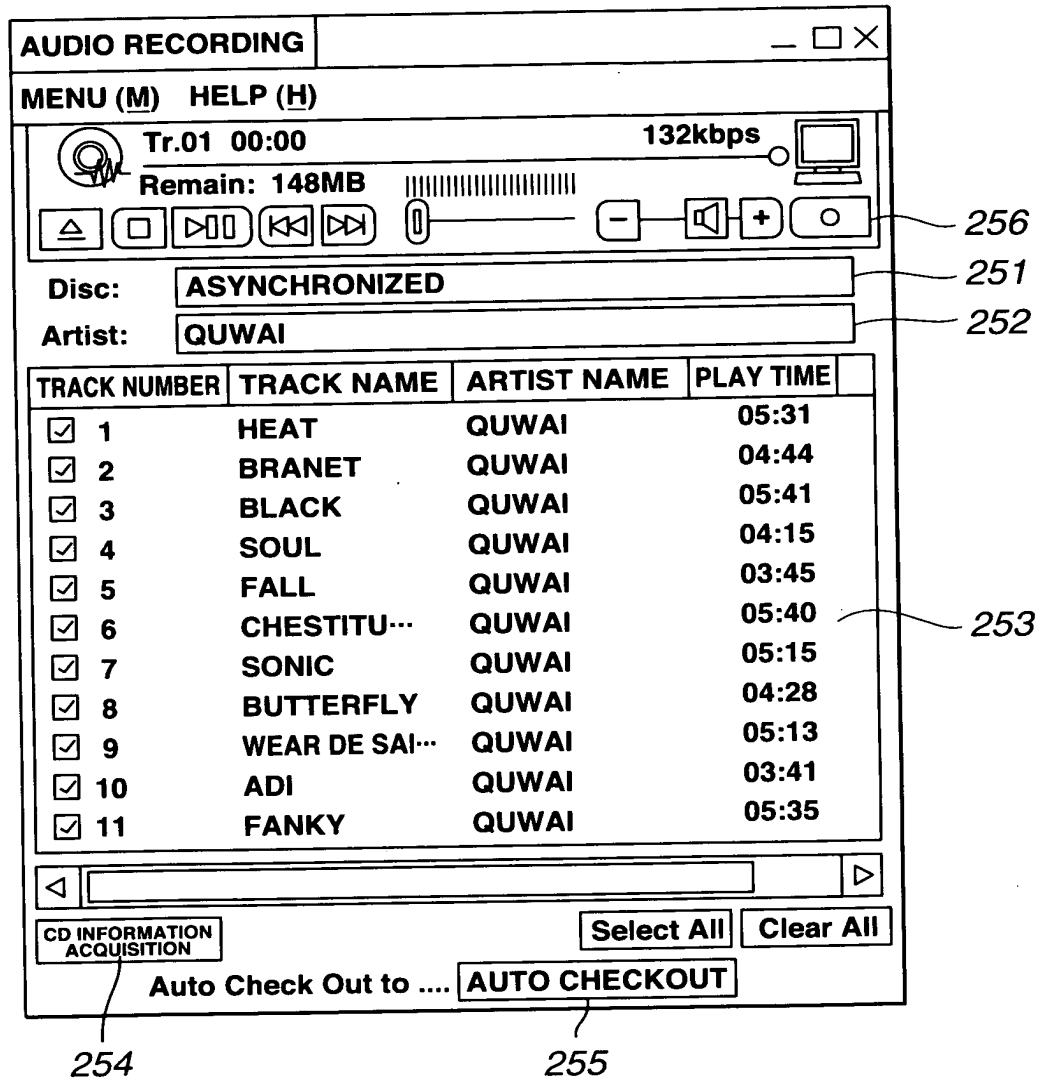 AUDIO RECORDING
MENU (M) HELP (H)
Tr.01 00:00 132kbps
Remain: 148MB
256
Disc: ASYNCHRONIZED 251
Artist: QUWAI 252
TRACK NUMBER TRACK NAME ARTIST NAME PLAY TIME
1 HEAT QUWAI 05:31
2 BRANET QUWAI 04:44
3 BLACK QUWAI 05:41
4 SOUL QUWAI 04:15
5 FALL QUWAI 03:45
6 CHESTITU... QUWAI 05:40 253
7 SONIC QUWAI 05:15
8 BUTTERFLY QUWAI 04:28
9 WEAR DE SAI... QUWAI 05:13
10 ADI QUWAI 03:41
11 FANKY QUWAI 05:35
CD INFORMATION
ACQUISITION
Select All Clear All
Auto Check Out to .... AUTO CHECKOUT
254 255